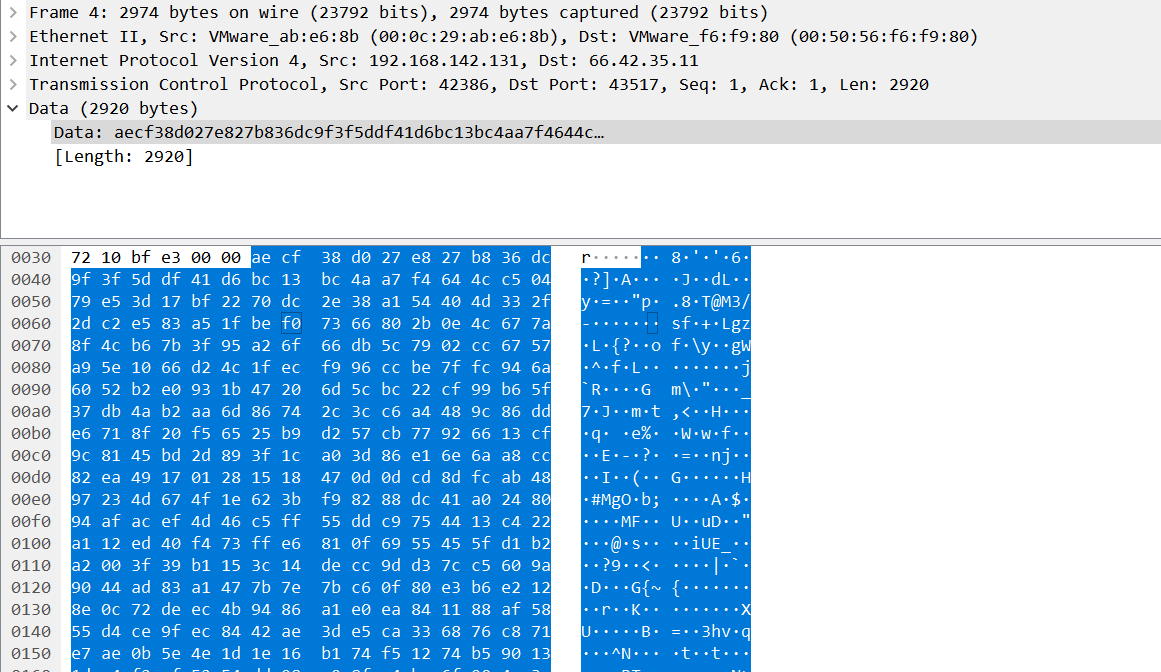 Frame 4: 2974 bytes on wire (23792 bits), 2974 bytes captured (23792 bits)
Ethernet II, Src: VMware_ab:e6:8b (00:0c:29:ab:e6:8b), Dst: VMware_f6:f9:80 (00:50:56:f6:f9:80)
Internet Protocol Version 4, Src: 192.168.142.131, Dst: 66.42.35.11
Transmission Control Protocol, Src Port: 42386, Dst Port: 43517, Seq: 1, Ack: 1, Len: 2920
Data (2920 bytes)
Data: aecf38d027e827b836dc9f3f5ddf41d6bc13bc4aa7f4644c…
[Length: 2920]
0030 72 10 bf e3 00 00 ae cf 38 d0 27 e8 27 b8 36 dc r·····‌·· 8·'·'·6·
0040 9f 3f 5d df 41 d6 bc 13 bc 4a a7 f4 64 4c c5 04 ·?]·A··· ·J··dL··
0050 79 e5 3d 17 bf 22 70 dc 2e 38 a1 54 40 4d 33 2f y·=··"p· .8·T@M3/
0060 2d c2 e5 83 a5 1f be f0 73 66 80 2b 0e 4c 67 7a -······· sf·+·Lgz
0070 8f 4c b6 7b 3f 95 a2 6f 66 db 5c 79 02 cc 67 57 ·L·{?··o f·\y··gW
0080 a9 5e 10 66 d2 4c 1f ec f9 96 cc be 7f fc 94 6a ·^·f·L·· ·······j
0090 60 52 b2 e0 93 1b 47 20 6d 5c bc 22 cf 99 b6 5f `R····G  m\·"···_
00a0 37 db 4a b2 aa 6d 86 74 2c 3c c6 a4 48 9c 86 dd 7·J··m·t ,<··H···
00b0 e6 71 8f 20 f5 65 25 b9 d2 57 cb 77 92 66 13 cf ·q· ·e%· ·W·w·f··
00c0 9c 81 45 bd 2d 89 3f 1c a0 3d 86 e1 6e 6a a8 cc ··E·-·?· ·=··nj··
00d0 82 ea 49 17 01 28 15 18 47 0d 0d cd 8d fc ab 48 ··I··(·· G······H
00e0 97 23 4d 67 4f 1e 62 3b f9 82 88 dc 41 a0 24 80 ·#MgO·b; ····A·$·
00f0 94 af ac ef 4d 46 c5 ff 55 dd c9 75 44 13 c4 22 ····MF·· U··uD··"
0100 a1 12 ed 40 f4 73 ff e6 81 0f 69 55 45 5f d1 b2 ···@·s·· ··iUE_··
0110 a2 00 3f 39 b1 15 3c 14 de cc 9d d3 7c c5 60 9a ··?9··<· ····|·`·
0120 90 44 ad 83 a1 47 7b 7e 7b c6 0f 80 e3 b6 e2 12 ·D···G{~ {·······
0130 8e 0c 72 de ec 4b 94 86 a1 e0 ea 84 11 88 af 58 ··r··K·· ·······X
0140 55 d4 ce 9f ec 84 42 ae 3d e5 ca 33 68 76 c8 71 U·····B· =··3hv·q
0150 e7 ae 0b 5e 4e 1d 1e 16 b1 74 f5 12 74 b5 90 13 ···^N··· ·t··t···